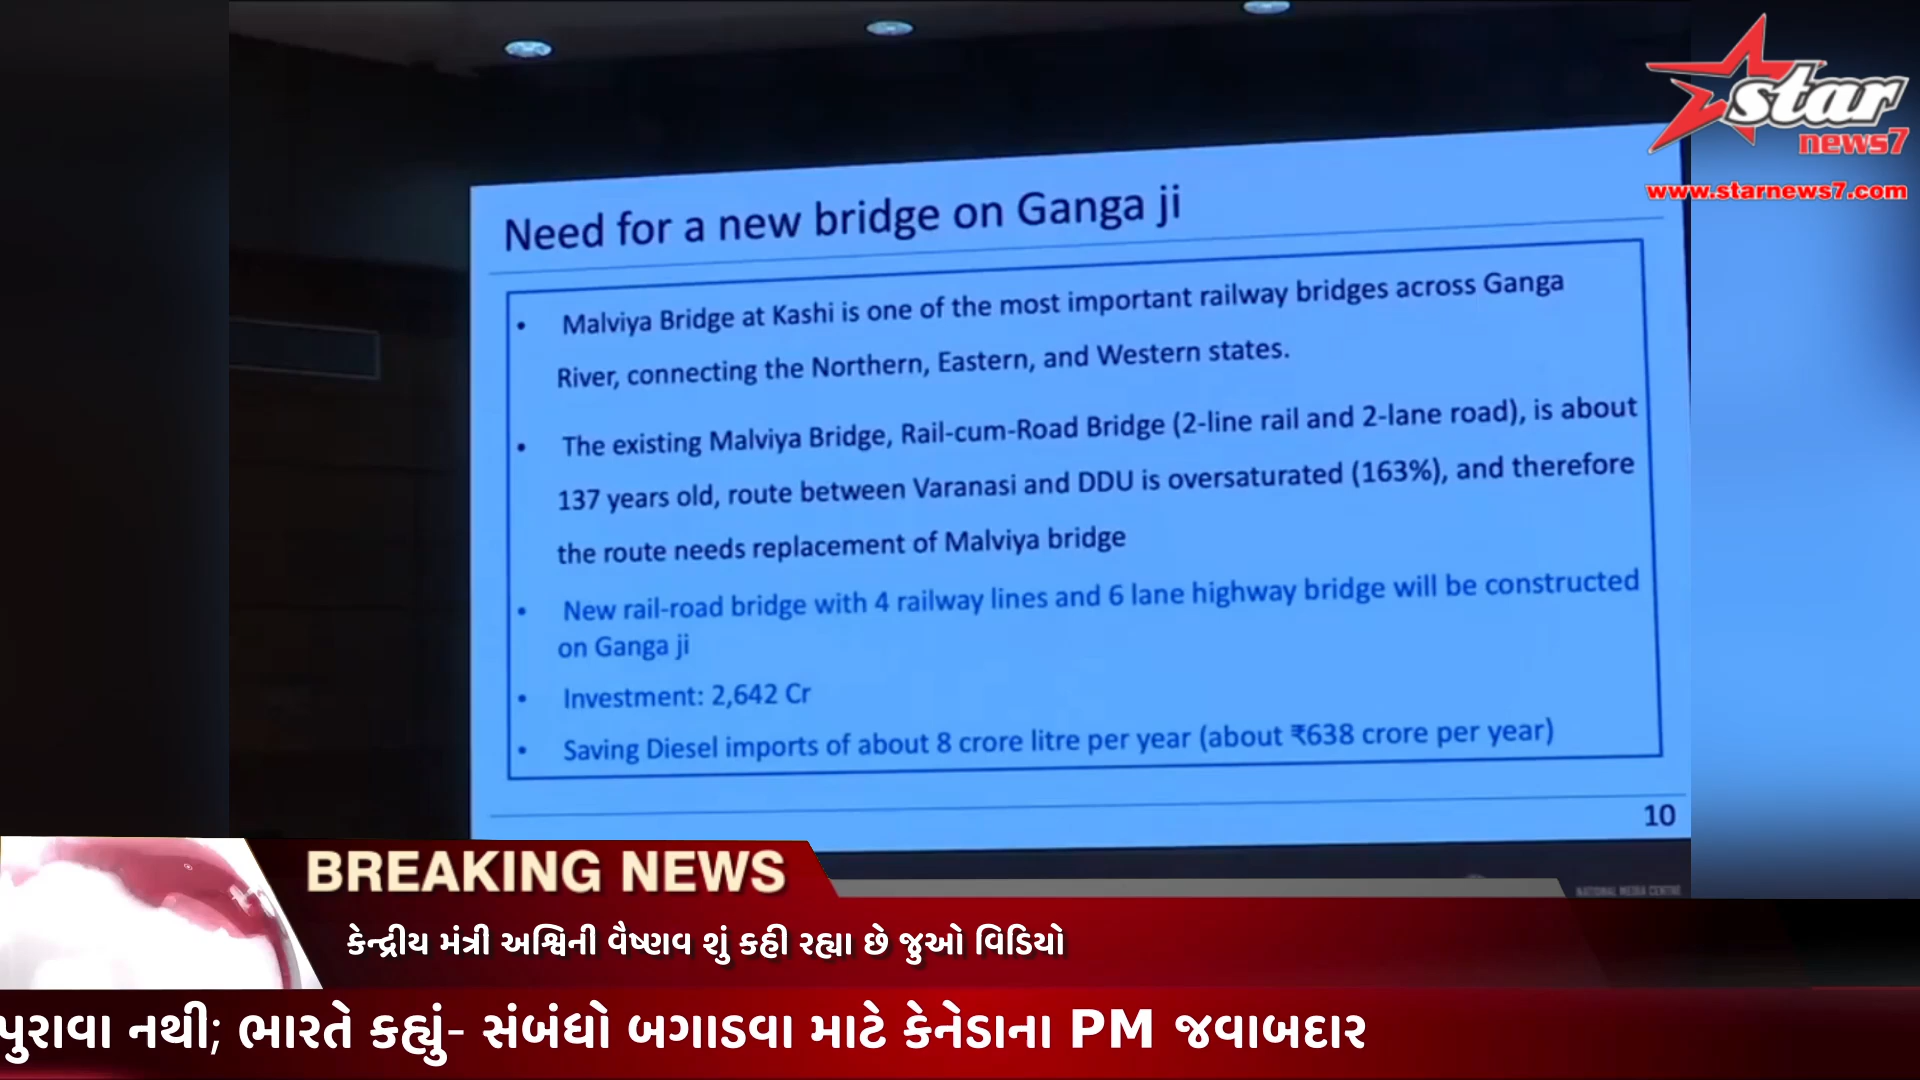 star
news7
www.starnews7.com
Need for a new bridge on Ganga ji
• Malviya Bridge at Kashi is one of the most important railway bridges across Ganga
River, connecting the Northern, Eastern, and Western states.
• The existing Malviya Bridge, Rail-cum-Road Bridge (2-line rail and 2-lane road), is about
137 years old, route between Varanasi and DDU is oversaturated (163%), and therefore
the route needs replacement of Malviya bridge
• New rail-road bridge with 4 railway lines and 6 lane highway bridge will be constructed
on Ganga ji
• Investment: 2,642 Cr
• Saving Diesel imports of about 8 crore litre per year (about ₹638 crore per year)
10
NATIONAL MEDIA CENTRE
BREAKING NEWS
કેન્દ્રીય મંત્રી અશ્વિની વૈષ્ણવ શું કહી રહ્યા છે જુઓ વિડિયો
પુરાવા નથી; ભારતે કહ્યું- સંબંધો બગાડવા માટે કેનેડાના PM જવાબદાર